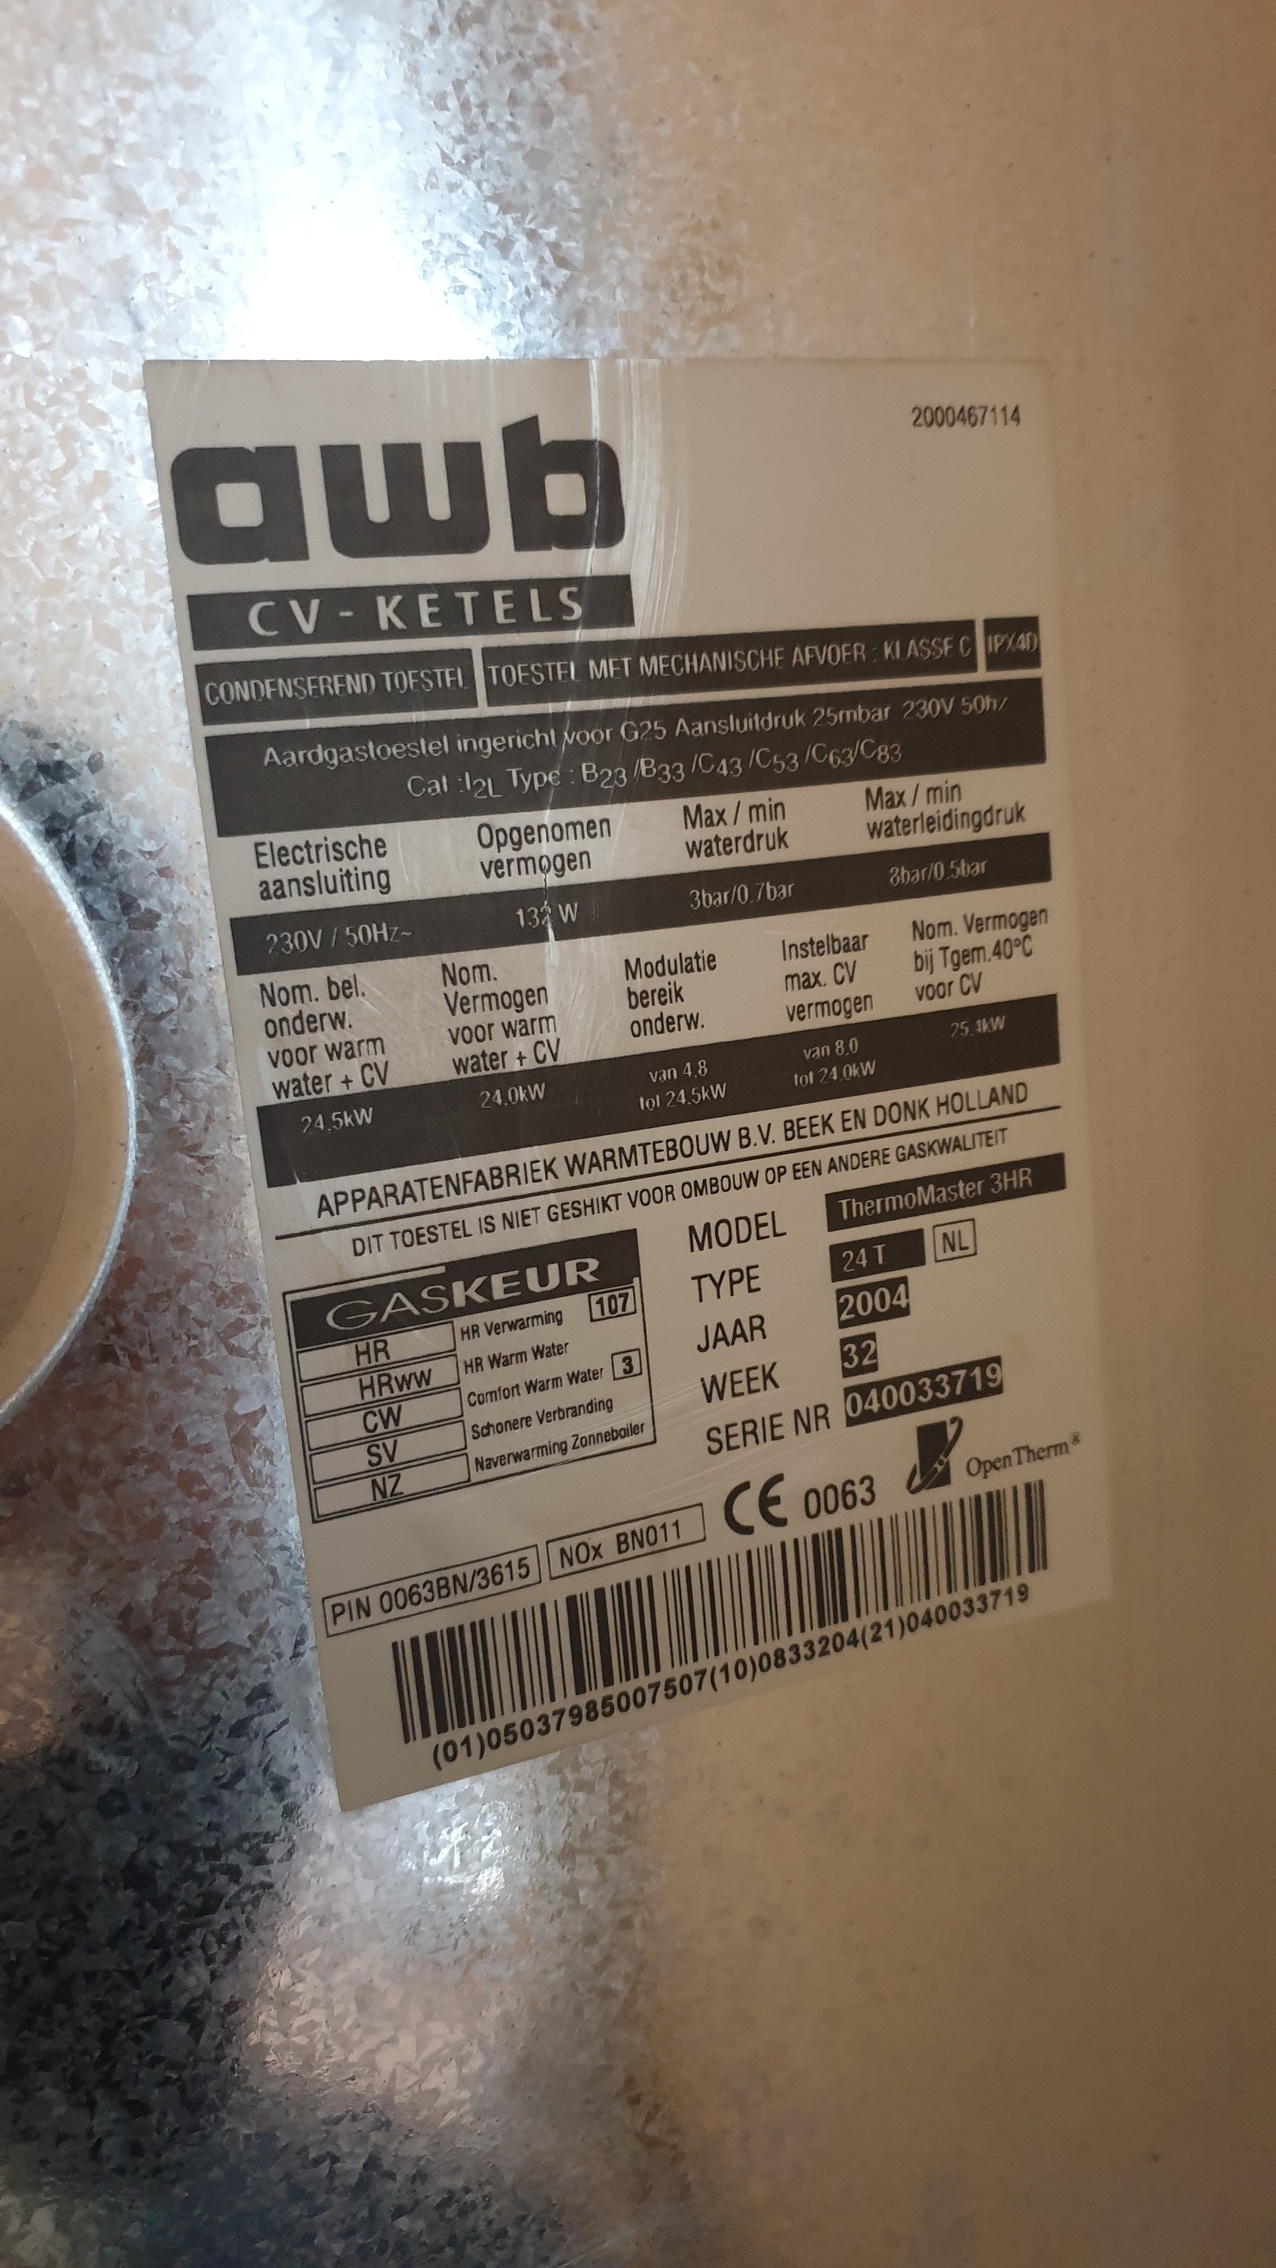 2000467114
awb
CV-KETELS
CONDENSEREND TOESTEL TOESTEL MET MECHANISCHE AFVOER : KLASSE C IPX4D
Aardgastoestel ingericht voor G25 Aansluitdruk 25mbar 230V 50hz
Cat :I2L Type : B23 /B33 /C43 /C53 /C63/C83
Electrische aansluiting
Opgenomen vermogen
Max / min waterdruk
Max / min waterleidingdruk
230V / 50Hz~ 132 W 3bar/0.7bar 8bar/0.5bar
Nom. bel. onderw. voor warm water + CV
Nom. Vermogen voor warm water + CV
Modulatie bereik onderw.
Instelbaar max. CV vermogen
Nom. Vermogen bij Tgem.40°C voor CV
24.5kW 24.0kW van 4.8 tot 24.5kW van 8.0 tot 24.0kW
APPARATENFABRIEK WARMTEBOUW B.V. BEEK EN DONK HOLLAND
DIT TOESTEL IS NIET GESHIKT VOOR OMBOUW OP EEN ANDERE GASKWALITEIT
GASKEUR
HR HR Verwarming 107
HRWW HR Warm Water
CW Comfort Warm Water 3
SV Schonere Verbranding
NZ Naverwarming Zonneboiler
MODEL ThermoMaster 3HR
TYPE 24 T NL
JAAR 2004
WEEK 32
SERIE NR 040033719
PIN 0063BN/3615 NOx BN011 CE 0063 OpenTherm®
(01)05037985007507(10)0833204(21)040033719